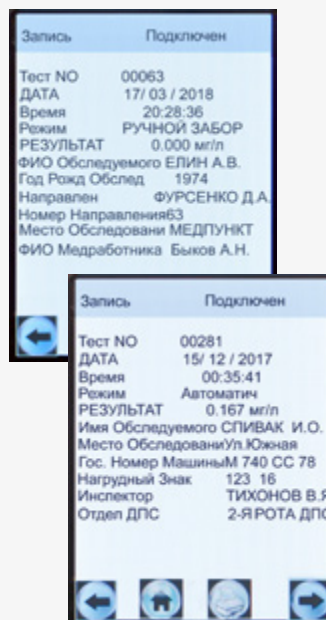 Запись Подключен
Тест NO 00063
ДАТА 17/ 03 / 2018
Время 20:28:36
Режим РУЧНОЙ ЗАБОР
РЕЗУЛЬТАТ 0.000 мг/л
ФИО Обследуемого ЕЛИН А.В.
Год Рожд Обслед 1974
Направлен ФУРСЕНКО Д.А.
Номер Направления63
Место Обследовани МЕДПУНКТ
ФИО Медработника Быков А.Н.
Запись Подключен
Тест NO 00281
ДАТА 15/ 12 / 2017
Время 00:35:41
Режим Автоматич
РЕЗУЛЬТАТ 0.167 мг/л
Имя Обследуемого СПИВАК И.О.
Место ОбследованиУл.Южная
Гос. Номер МашиныМ 740 СС 78
Нагрудный Знак 123 16
Инспектор ТИХОНОВ В.Я
Отдел ДПС 2-Я РОТА ДПС